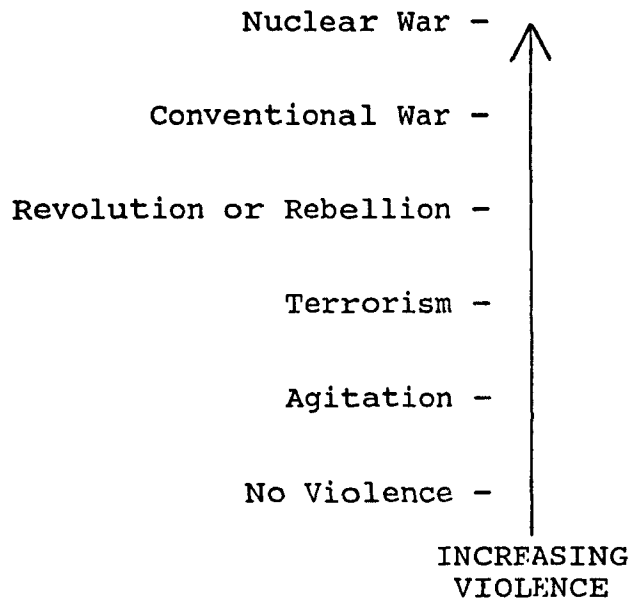 Nuclear War -
Conventional War -
Revolution or Rebellion -
Terrorism -
Agitation -
No Violence -
INCREASING
VIOLENCE